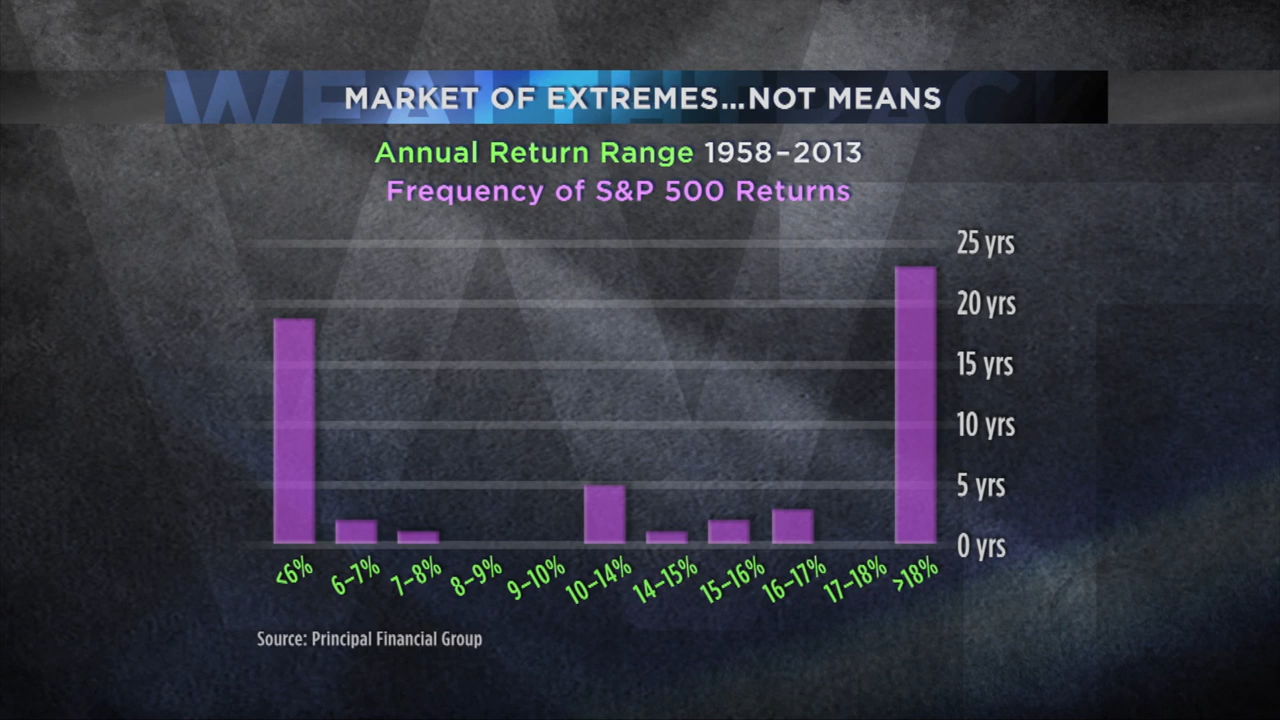 WEALTHTRACK
MARKET OF EXTREMES...NOT MEANS
Annual Return Range 1958–2013
Frequency of S&P 500 Returns
25 yrs
20 yrs
15 yrs
10 yrs
5 yrs
0 yrs
<6%
6–7%
7–8%
8–9%
9–10%
10–14%
14–15%
15–16%
16–17%
17–18%
>18%
Source: Principal Financial Group